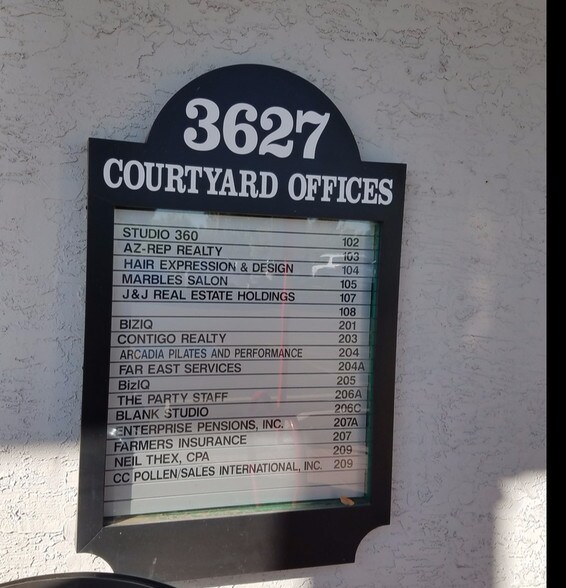 3627
COURTYARD OFFICES
STUDIO 360 102
AZ-REP REALTY 103
HAIR EXPRESSION & DESIGN 104
MARBLES SALON 105
J&J REAL ESTATE HOLDINGS 107
108
BIZIQ 201
CONTIGO REALTY 203
ARCADIA PILATES AND PERFORMANCE 204
FAR EAST SERVICES 204A
BizIQ 205
THE PARTY STAFF 206A
BLANK STUDIO 206C
ENTERPRISE PENSIONS, INC. 207A
FARMERS INSURANCE 207
NEIL THEX, CPA 209
CC POLLEN/SALES INTERNATIONAL, INC. 209